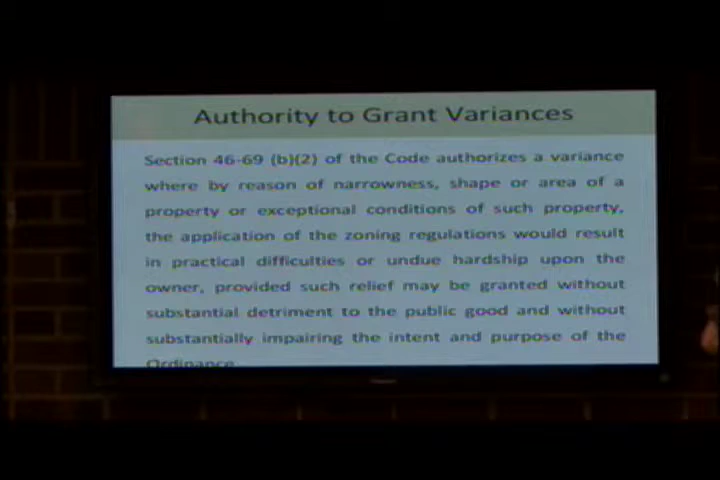 Authority to Grant Variances
Section 46-69 (b)(2) of the Code authorizes a variance
where by reason of narrowness, shape or area of a
property or exceptional conditions of such property,
the application of the zoning regulations would result
in practical difficulties or undue hardship upon the
owner, provided such relief may be granted without
substantial detriment to the public good and without
substantially impairing the intent and purpose of the
Ordinance.